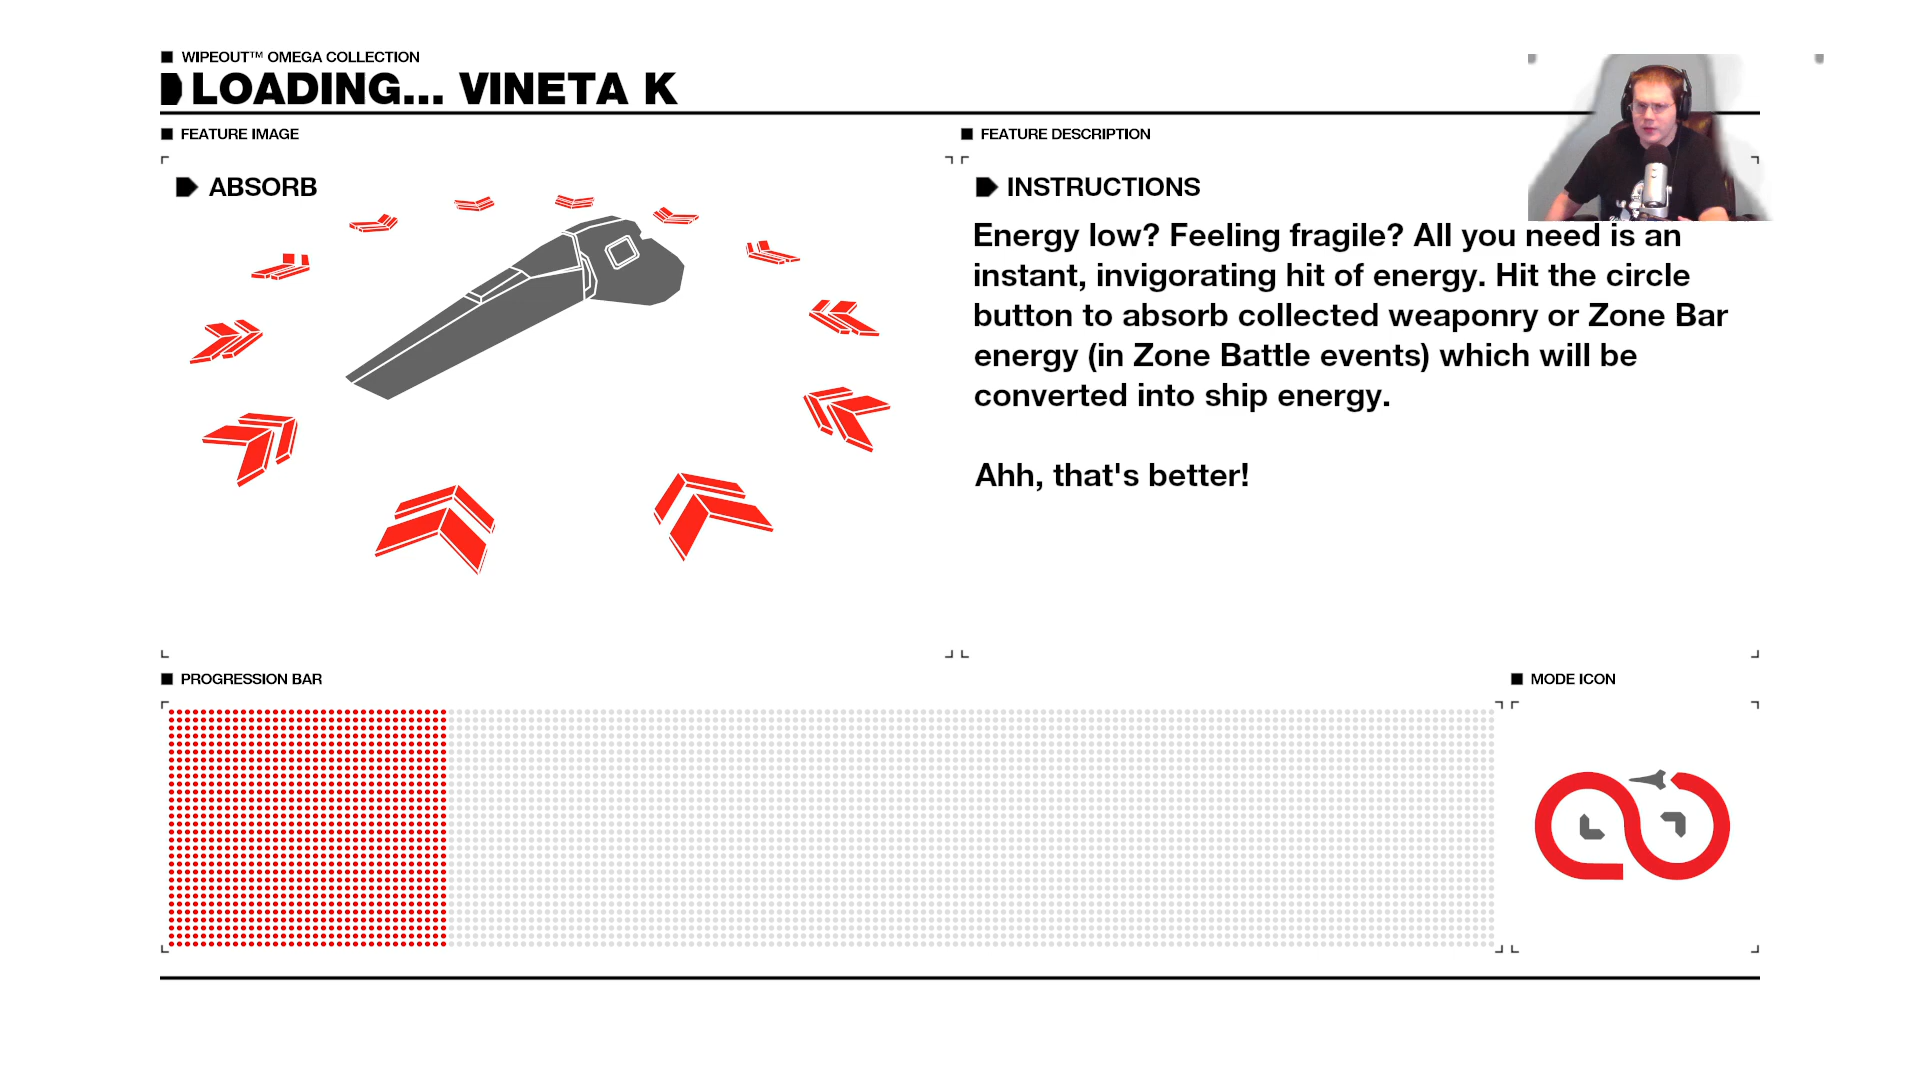 WIPEOUT™ OMEGA COLLECTION
LOADING... VINETA K
FEATURE IMAGE
ABSORB
FEATURE DESCRIPTION
INSTRUCTIONS
Energy low? Feeling fragile? All you need is an
instant, invigorating hit of energy. Hit the circle
button to absorb collected weaponry or Zone Bar
energy (in Zone Battle events) which will be
converted into ship energy.
Ahh, that's better!
PROGRESSION BAR
MODE ICON